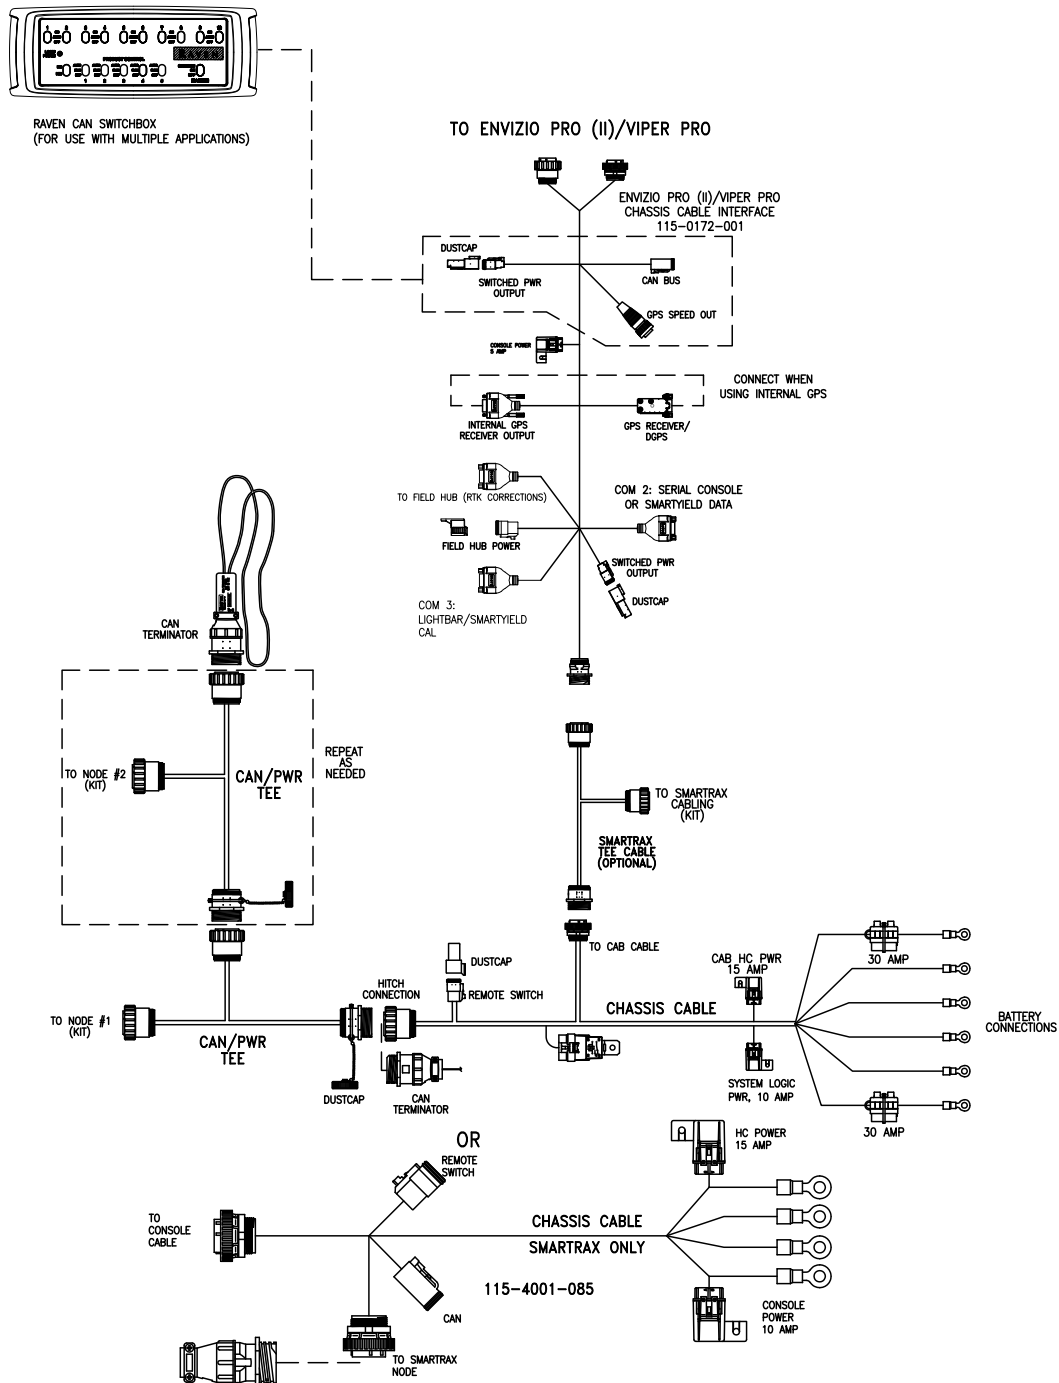 RAVEN
RAVEN CAN SWITCHBOX
(FOR USE WITH MULTIPLE APPLICATIONS)
TO ENVIZIO PRO (II)/VIPER PRO
ENVIZIO PRO (II)/VIPER PRO
CHASSIS CABLE INTERFACE
115-0172-001
DUSTCAP
SWITCHED PWR
OUTPUT
CAN BUS
GPS SPEED OUT
CONSOLE POWER
5 AMP
CONNECT WHEN
USING INTERNAL GPS
INTERNAL GPS
RECEIVER OUTPUT
GPS RECEIVER/
DGPS
TO FIELD HUB (RTK CORRECTIONS)
COM 2: SERIAL CONSOLE
OR SMARTYIELD DATA
FIELD HUB POWER
SWITCHED PWR
OUTPUT
DUSTCAP
COM 3:
LIGHTBAR/SMARTYIELD
CAL
CAN
TERMINATOR
REPEAT
AS
NEEDED
TO NODE #2
(KIT)
CAN/PWR
TEE
TO SMARTRAX
CABLING
(KIT)
SMARTRAX
TEE CABLE
(OPTIONAL)
TO CAB CABLE
DUSTCAP
REMOTE SWITCH
HITCH
CONNECTION
CHASSIS CABLE
CAB HC PWR
15 AMP
30 AMP
BATTERY
CONNECTIONS
TO NODE #1
(KIT)
CAN/PWR
TEE
DUSTCAP
CAN
TERMINATOR
SYSTEM LOGIC
PWR, 10 AMP
30 AMP
OR
REMOTE
SWITCH
HC POWER
15 AMP
TO
CONSOLE
CABLE
CHASSIS CABLE
SMARTRAX ONLY
115-4001-085
CAN
CONSOLE
POWER
10 AMP
TO SMARTRAX
NODE